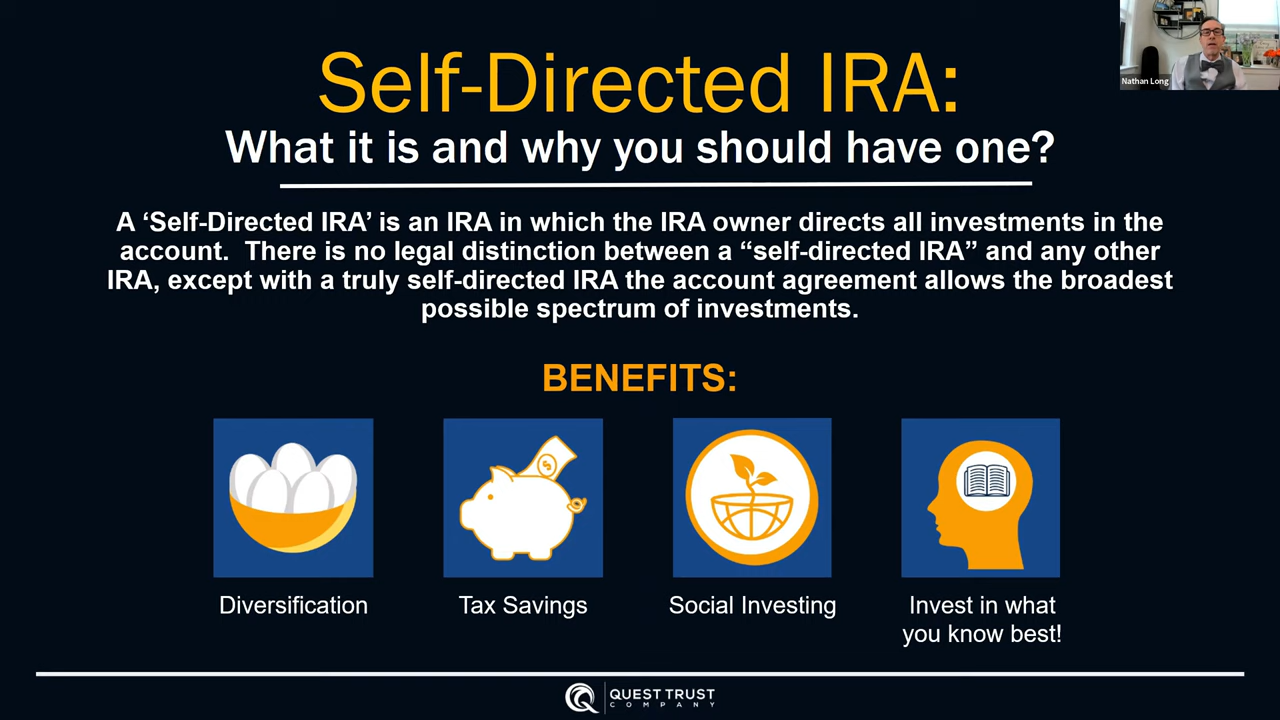 Self-Directed IRA:
What it is and why you should have one?
A ‘Self-Directed IRA’ is an IRA in which the IRA owner directs all investments in the
account.  There is no legal distinction between a “self-directed IRA” and any other
IRA, except with a truly self-directed IRA the account agreement allows the broadest
possible spectrum of investments.
BENEFITS:
$
Diversification
Tax Savings
Social Investing
Invest in what
you know best!
QUEST TRUST
COMPANY
Nathan Long